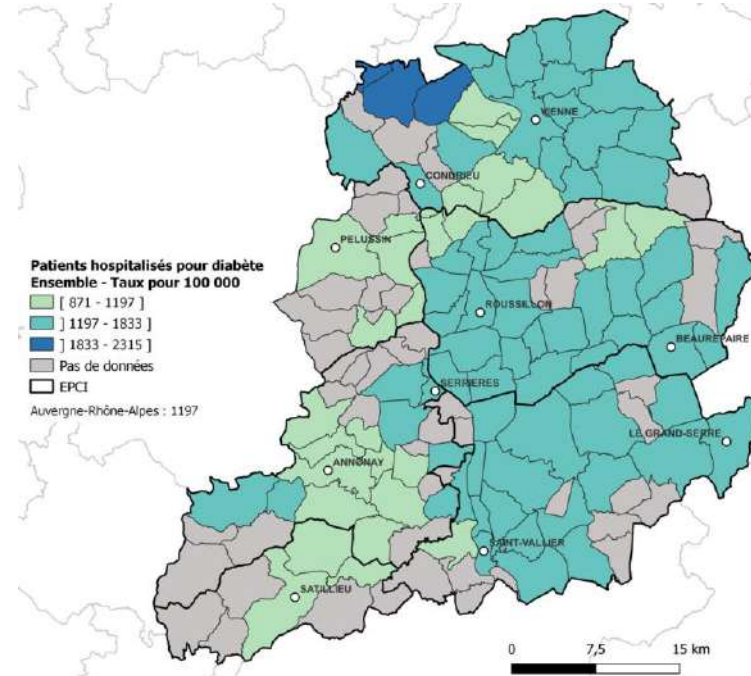 VIENNE
CONDRIEU
PELUSSIN
Patients hospitalisés pour diabète
Ensemble - Taux pour 100 000
[ 871 - 1197 ]
] 1197 - 1833 ]
] 1833 - 2315 ]
Pas de données
EPCI
Auvergne-Rhône-Alpes : 1197
ROUSSILLON
BEAUREPAIRE
SERRIERES
LE GRAND-SERRE
ANNONAY
SAINT-VALLIER
SATILLIEU
0 7,5 15 km